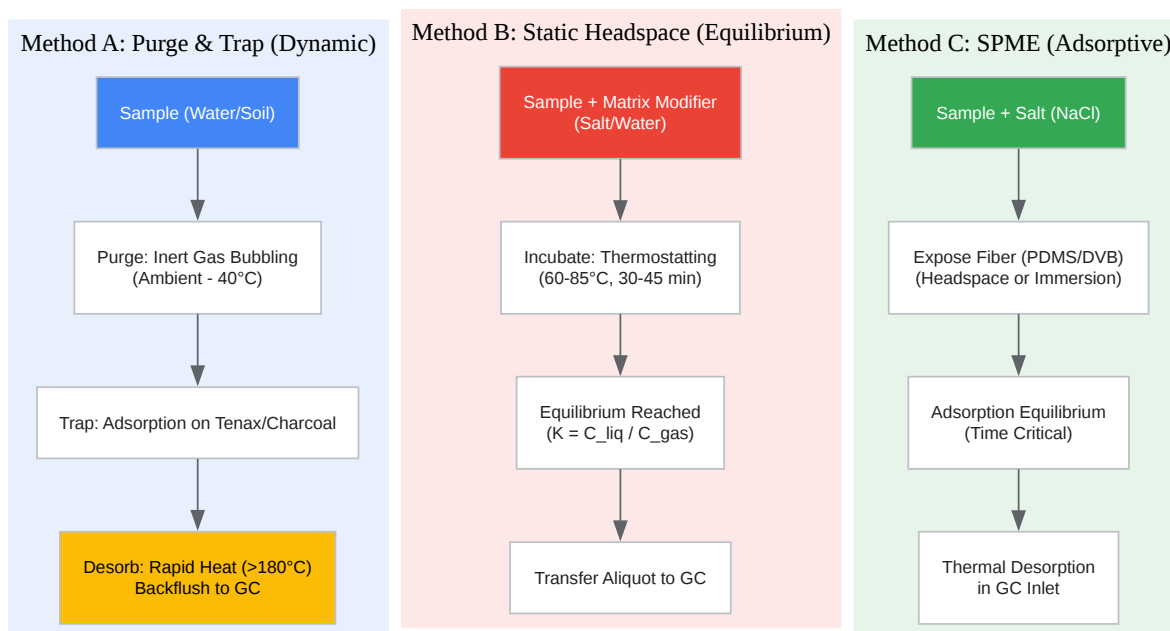 Method A: Purge & Trap (Dynamic)
Sample (Water/Soil)
Purge: Inert Gas Bubbling
(Ambient - 40°C)
Trap: Adsorption on Tenax/Charcoal
Desorb: Rapid Heat (>180°C)
Backflush to GC
Method B: Static Headspace (Equilibrium)
Sample + Matrix Modifier
(Salt/Water)
Incubate: Thermostatting
(60-85°C, 30-45 min)
Equilibrium Reached
(K = C_liq / C_gas)
Transfer Aliquot to GC
Method C: SPME (Adsorptive)
Sample + Salt (NaCl)
Expose Fiber (PDMS/DVB)
(Headspace or Immersion)
Adsorption Equilibrium
(Time Critical)
Thermal Desorption
in GC Inlet